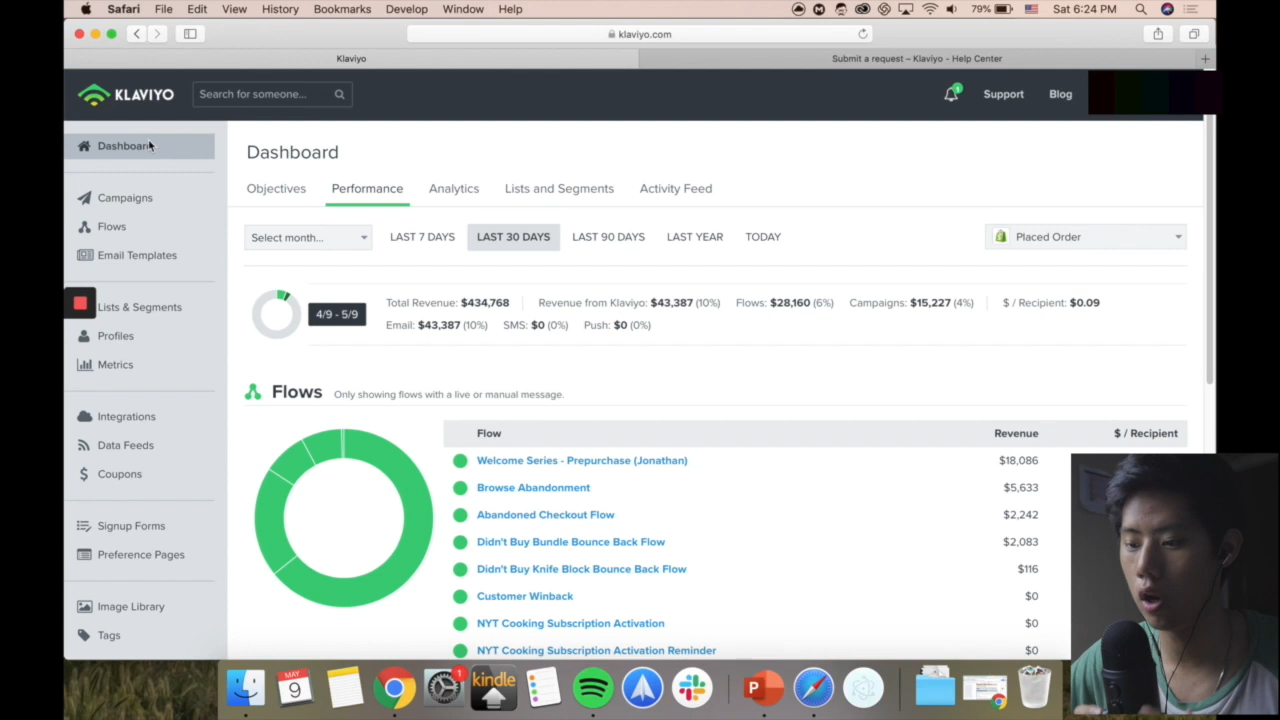 Safari File Edit View History Bookmarks Develop Window Help 79% Sat 6:24 PM
klaviyo.com
Klaviyo Submit a request – Klaviyo - Help Center
KLAVIYO Search for someone... 1 Support Blog
Dashboard
Campaigns
Flows
Email Templates
Lists & Segments
Profiles
Metrics
Integrations
Data Feeds
Coupons
Signup Forms
Preference Pages
Image Library
Tags
Dashboard
Objectives Performance Analytics Lists and Segments Activity Feed
Select month... LAST 7 DAYS LAST 30 DAYS LAST 90 DAYS LAST YEAR TODAY Placed Order
4/9 - 5/9
Total Revenue: $434,768 Revenue from Klaviyo: $43,387 (10%) Flows: $28,160 (6%) Campaigns: $15,227 (4%) $ / Recipient: $0.09
Email: $43,387 (10%) SMS: $0 (0%) Push: $0 (0%)
Flows Only showing flows with a live or manual message.
Flow Revenue $ / Recipient
Welcome Series - Prepurchase (Jonathan) $18,086
Browse Abandonment $5,633
Abandoned Checkout Flow $2,242
Didn't Buy Bundle Bounce Back Flow $2,083
Didn't Buy Knife Block Bounce Back Flow $116
Customer Winback $0
NYT Cooking Subscription Activation $0
NYT Cooking Subscription Activation Reminder $0
MAY
9
1
kindle
P